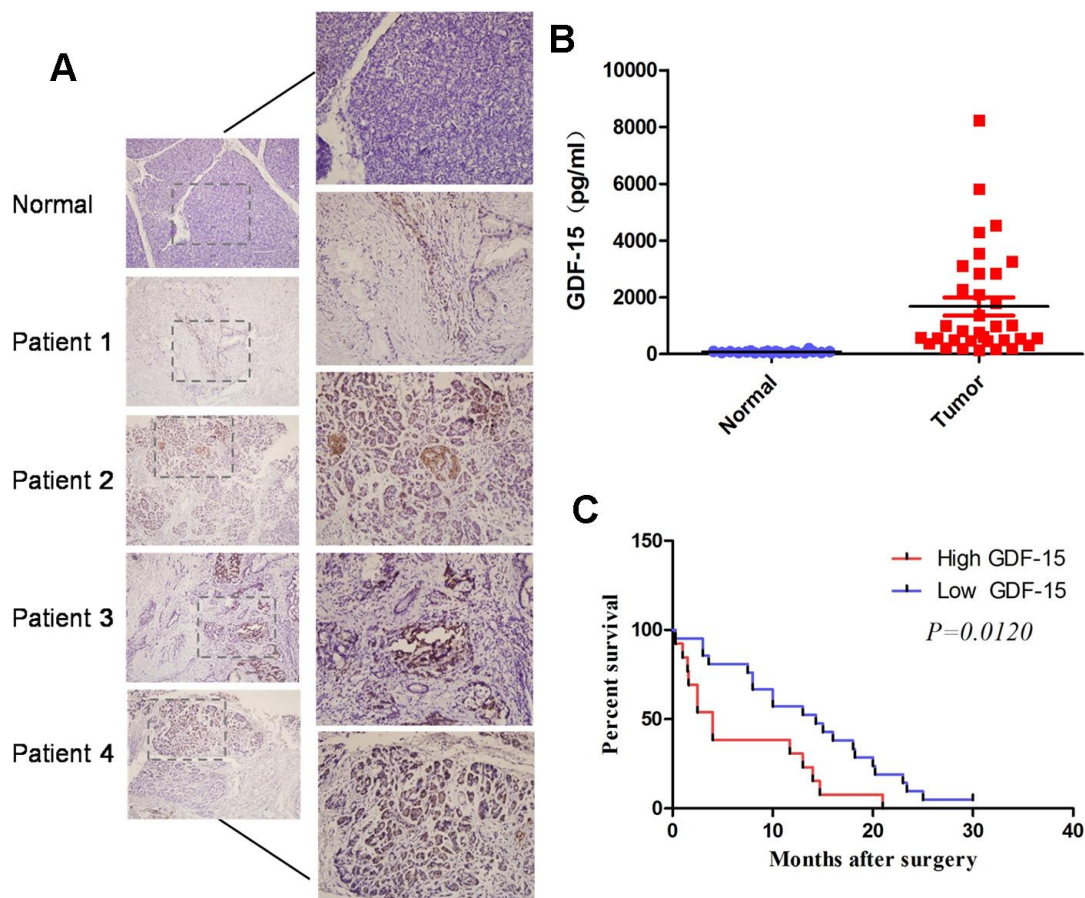 A
Normal
Patient 1
Patient 2
Patient 3
Patient 4
B
10000
8000
6000
4000
2000
0
GDF-15 (pg/ml)
Normal
Tumor
C
150
100
50
0
Percent survival
High GDF-15
Low GDF-15
P=0.0120
0 10 20 30 40
Months after surgery